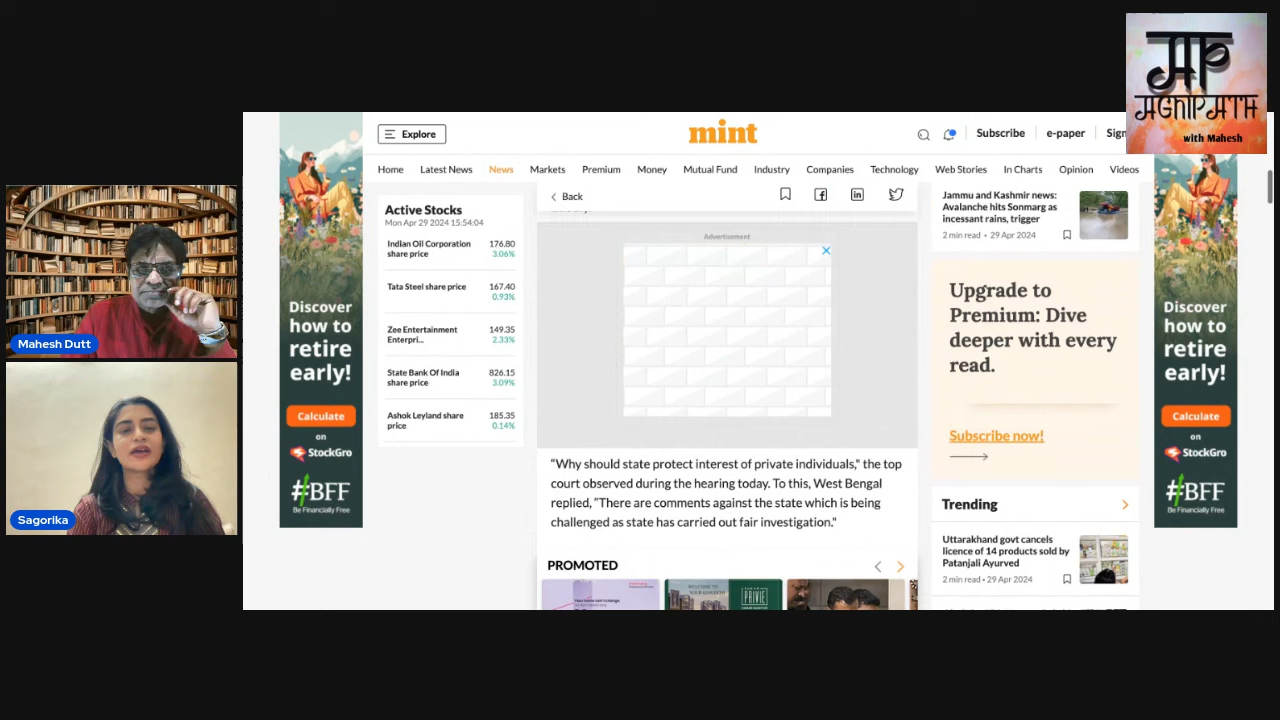 AP
AGNIPATH
with Mahesh
Explore
mint
Subscribe
e-paper
Sign
Home
Latest News
News
Markets
Premium
Money
Mutual Fund
Industry
Companies
Technology
Web Stories
In Charts
Opinion
Videos
Mahesh Dutt
Sagorika
Discover
how to
retire
early!
Calculate
on
StockGro
#BFF
Be Financially Free
Active Stocks
Mon Apr 29 2024 15:54:04
Indian Oil Corporation
share price
176.80
3.06%
Tata Steel share price
167.40
0.93%
Zee Entertainment
Enterpri...
149.35
2.33%
State Bank Of India
share price
826.15
3.09%
Ashok Leyland share
price
185.35
0.14%
Back
Advertisement
"Why should state protect interest of private individuals," the top
court observed during the hearing today. To this, West Bengal
replied, "There are comments against the state which is being
challenged as state has carried out fair investigation."
PROMOTED
WELCOME TO
PRIVIE
Jammu and Kashmir news:
Avalanche hits Sonmarg as
incessant rains, trigger
2 min read • 29 Apr 2024
Upgrade to
Premium: Dive
deeper with every
read.
Subscribe now!
Trending
Uttarakhand govt cancels
licence of 14 products sold by
Patanjali Ayurved
2 min read • 29 Apr 2024
Discover
how to
retire
early!
Calculate
on
StockGro
#BFF
Be Financially Free